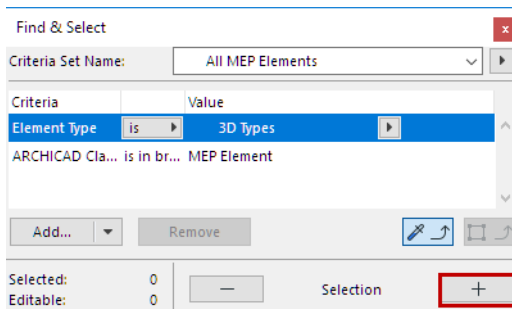 Find & Select
x
Criteria Set Name: All MEP Elements
Criteria Value
Element Type is 3D Types
ARCHICAD Cla... is in br... MEP Element
Add... Remove
Selected: 0
Editable: 0
— Selection +